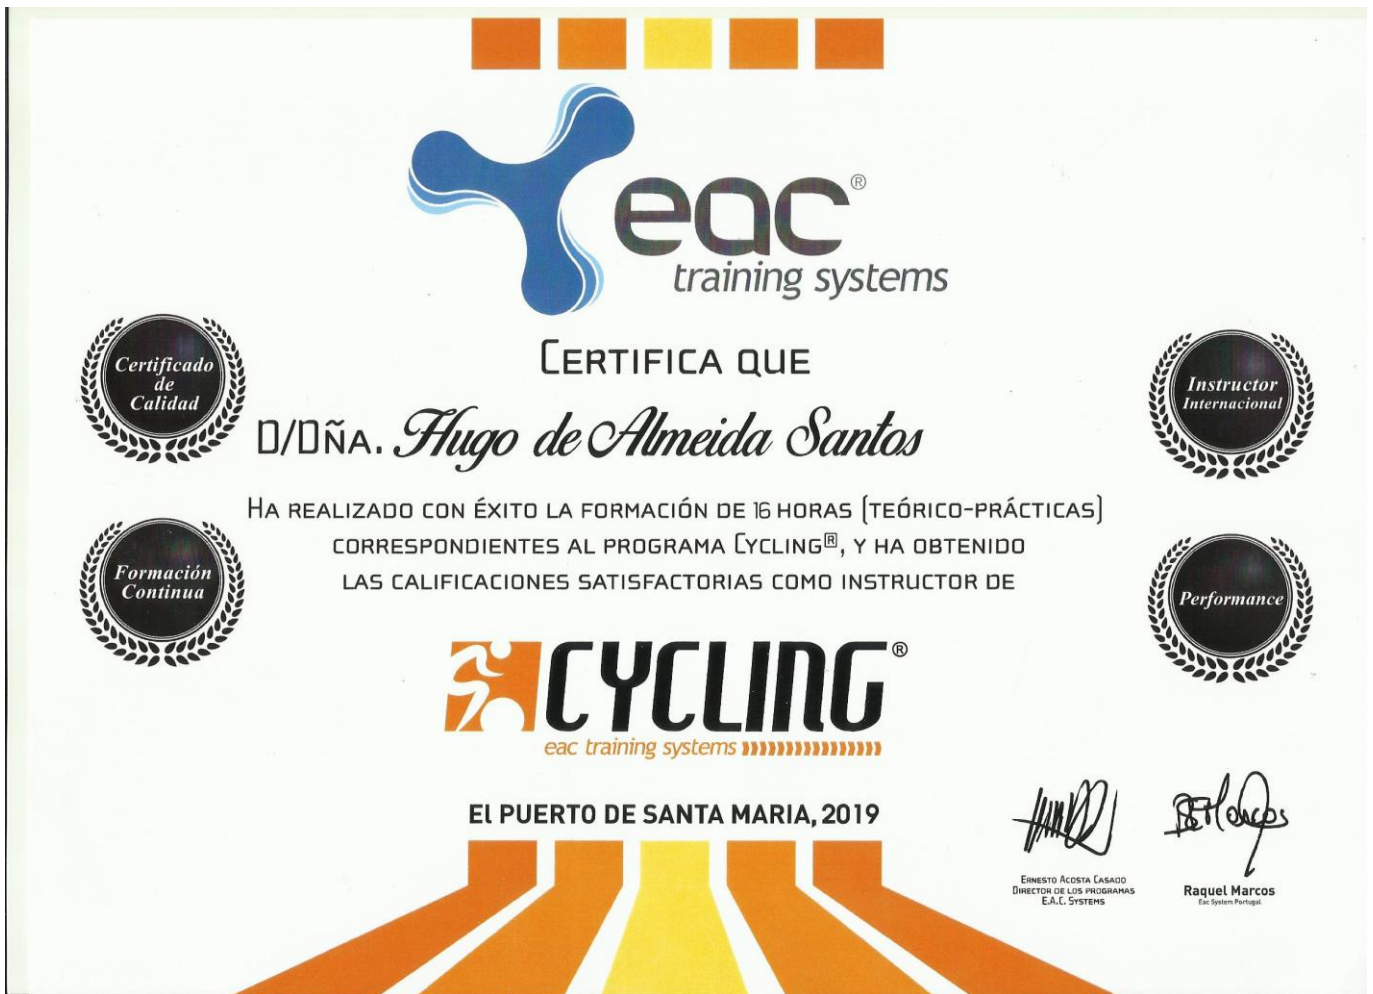 eac®
training systems
CERTIFICA QUE
D/DÑA. Hugo de Almeida Santos
HA REALIZADO CON ÉXITO LA FORMACIÓN DE 16 HORAS (TEÓRICO-PRÁCTICAS)
CORRESPONDIENTES AL PROGRAMA CYCLING®, Y HA OBTENIDO
LAS CALIFICACIONES SATISFACTORIAS COMO INSTRUCTOR DE
CYCLING®
eac training systems
El PUERTO DE SANTA MARIA, 2019
Certificado
de
Calidad
Formación
Continua
Instructor
Internacional
Performance
ERNESTO ACOSTA CASADO
DIRECTOR DE LOS PROGRAMAS
E.A.C. SYSTEMS
Raquel Marcos
Eac System Portugal